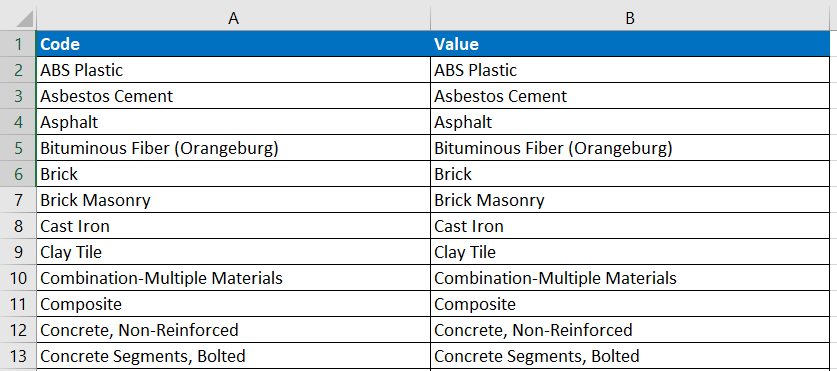 A B
1 Code Value
2 ABS Plastic ABS Plastic
3 Asbestos Cement Asbestos Cement
4 Asphalt Asphalt
5 Bituminous Fiber (Orangeburg) Bituminous Fiber (Orangeburg)
6 Brick Brick
7 Brick Masonry Brick Masonry
8 Cast Iron Cast Iron
9 Clay Tile Clay Tile
10 Combination-Multiple Materials Combination-Multiple Materials
11 Composite Composite
12 Concrete, Non-Reinforced Concrete, Non-Reinforced
13 Concrete Segments, Bolted Concrete Segments, Bolted